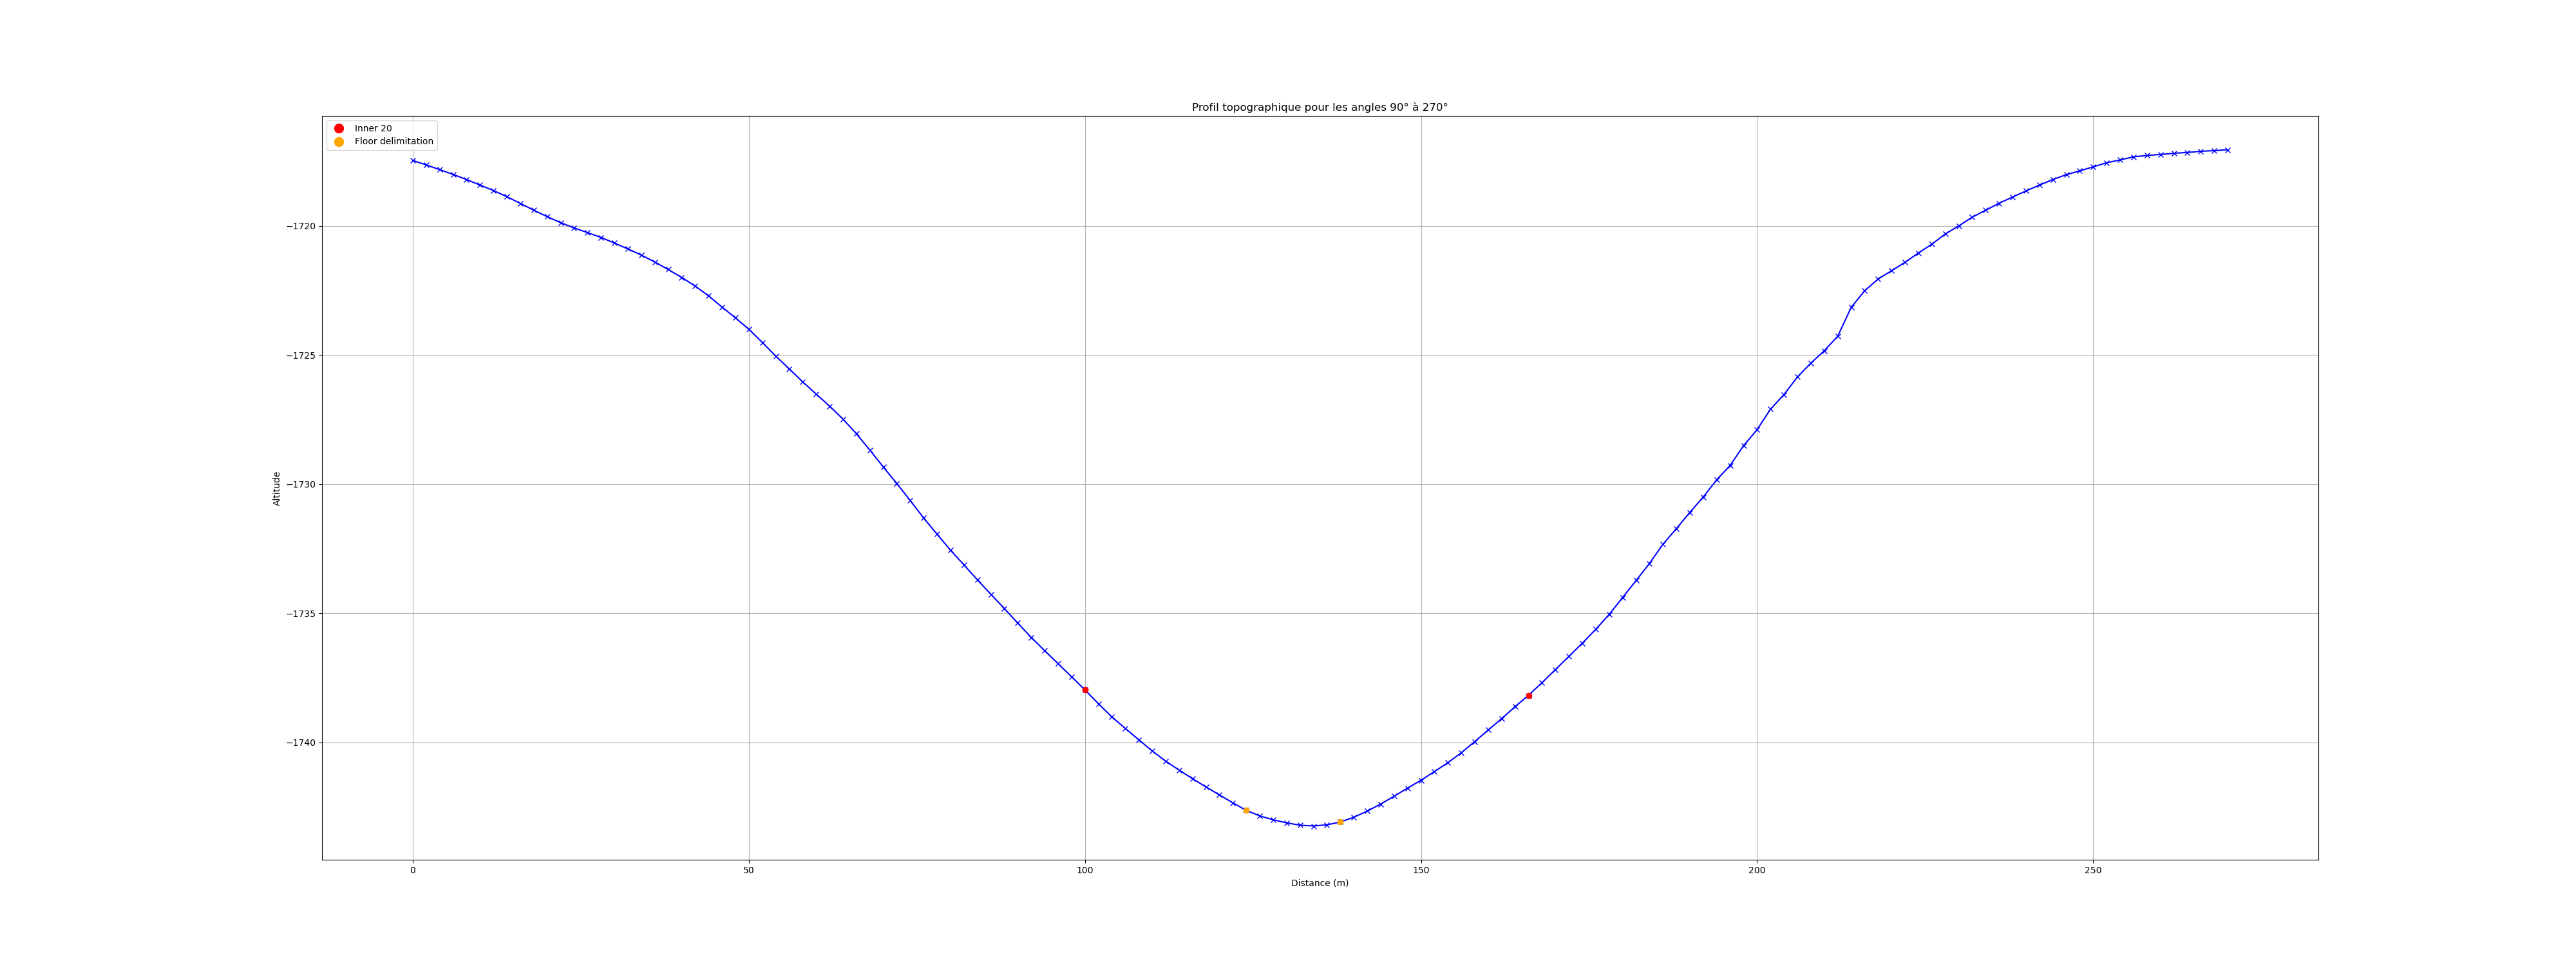 Profil topographique pour les angles 90° à 270°
Inner 20
Floor delimitation
Altitude
−1720
−1725
−1730
−1735
−1740
0 50 100 150 200 250
Distance (m)